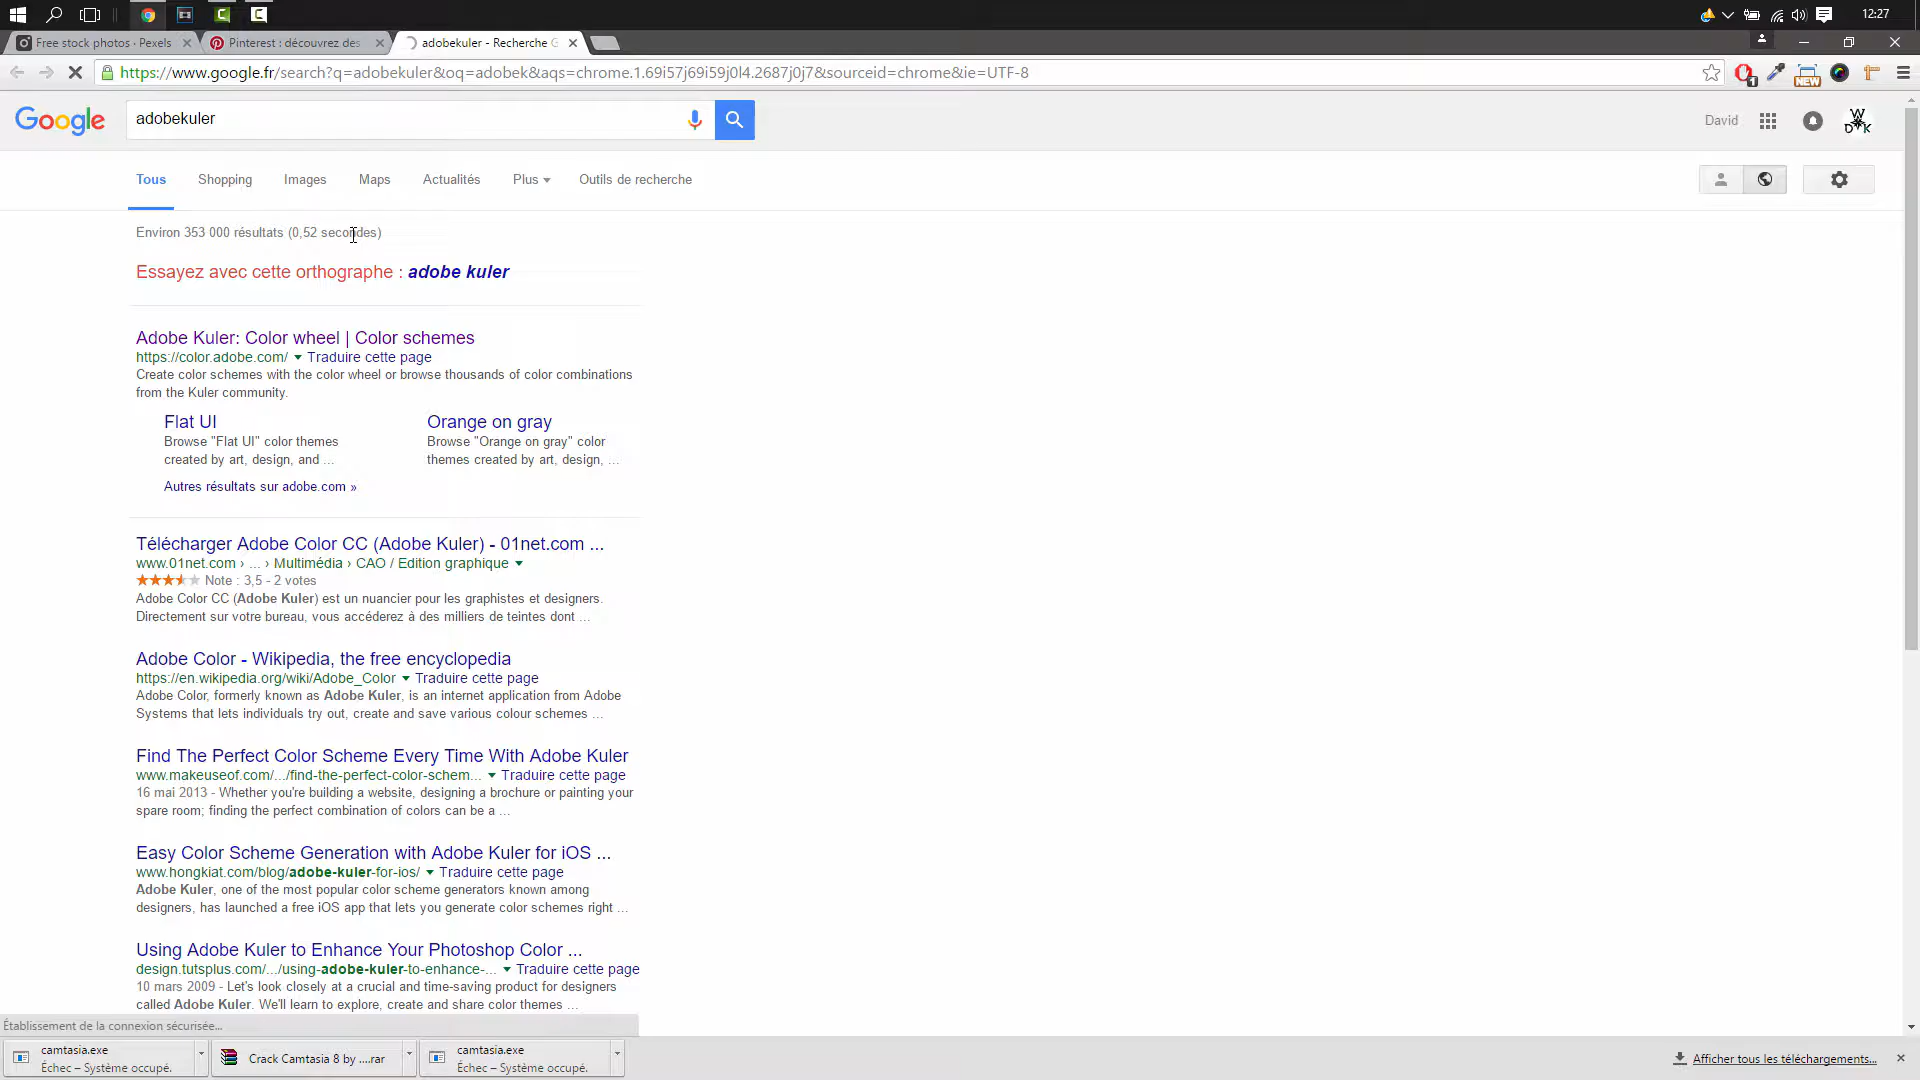 12:27
Free stock photos · Pexels
Pinterest : découvrez des
adobekuler - Recherche G
https://www.google.fr/search?q=adobekuler&oq=adobek&aqs=chrome.1.69i57j69i59j0l4.2687j0j7&sourceid=chrome&ie=UTF-8
NEW
1
Google
adobekuler
David
W
D K
Tous
Shopping
Images
Maps
Actualités
Plus
Outils de recherche
Environ 353 000 résultats (0,52 secondes)
Essayez avec cette orthographe : adobe kuler
Adobe Kuler: Color wheel | Color schemes
https://color.adobe.com/ Traduire cette page
Create color schemes with the color wheel or browse thousands of color combinations
from the Kuler community.
Flat UI
Browse "Flat UI" color themes
created by art, design, and ...
Orange on gray
Browse "Orange on gray" color
themes created by art, design, ...
Autres résultats sur adobe.com »
Télécharger Adobe Color CC (Adobe Kuler) - 01net.com ...
www.01net.com › ... › Multimédia › CAO / Edition graphique
Note : 3,5 - 2 votes
Adobe Color CC (Adobe Kuler) est un nuancier pour les graphistes et designers.
Directement sur votre bureau, vous accéderez à des milliers de teintes dont ...
Adobe Color - Wikipedia, the free encyclopedia
https://en.wikipedia.org/wiki/Adobe_Color Traduire cette page
Adobe Color, formerly known as Adobe Kuler, is an internet application from Adobe
Systems that lets individuals try out, create and save various colour schemes ...
Find The Perfect Color Scheme Every Time With Adobe Kuler
www.makeuseof.com/.../find-the-perfect-color-schem... Traduire cette page
16 mai 2013 - Whether you're building a website, designing a brochure or painting your
spare room; finding the perfect combination of colors can be a ...
Easy Color Scheme Generation with Adobe Kuler for iOS ...
www.hongkiat.com/blog/adobe-kuler-for-ios/ Traduire cette page
Adobe Kuler, one of the most popular color scheme generators known among
designers, has launched a free iOS app that lets you generate color schemes right ...
Using Adobe Kuler to Enhance Your Photoshop Color ...
design.tutsplus.com/.../using-adobe-kuler-to-enhance-... Traduire cette page
10 mars 2009 - Let's look closely at a crucial and time-saving product for designers
called Adobe Kuler. We'll learn to explore, create and share color themes ...
Établissement de la connexion sécurisée...
camtasia.exe
Échec – Système occupé.
Crack Camtasia 8 by ....rar
camtasia.exe
Échec – Système occupé.
Afficher tous les téléchargements...